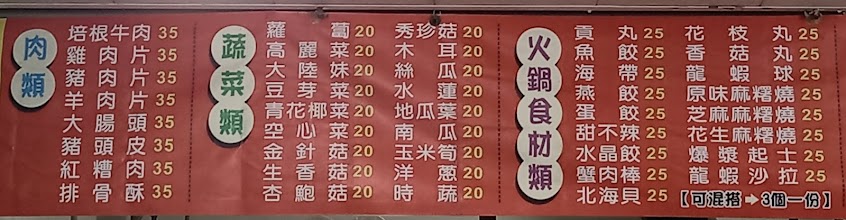 肉類
培根牛肉 35
雞肉片 35
豬肉片 35
羊肉片 35
大腸頭 35
豬頭皮 35
紅糟肉 35
排骨酥 35
蔬菜類
蘿蔔 20
高麗菜 20
大陸妹 20
豆芽菜 20
青花椰菜 20
空心菜 20
金針菇 20
生香菇 20
杏鮑菇 20
秀珍菇 20
木耳 20
絲瓜 20
水蓮 20
地瓜葉 20
南瓜 20
玉米筍 20
洋蔥 20
時蔬 20
火鍋食材類
貢丸 25
魚餃 25
海帶 25
燕餃 25
蛋餃 25
甜不辣 25
水晶餃 25
蟹肉棒 25
北海貝 25
花枝丸 25
香菇丸 25
龍蝦球 25
原味麻糬燒 25
芝麻麻糬燒 25
花生麻糬燒 25
爆漿起士 25
龍蝦沙拉 25
【可混搭➡3個一份】